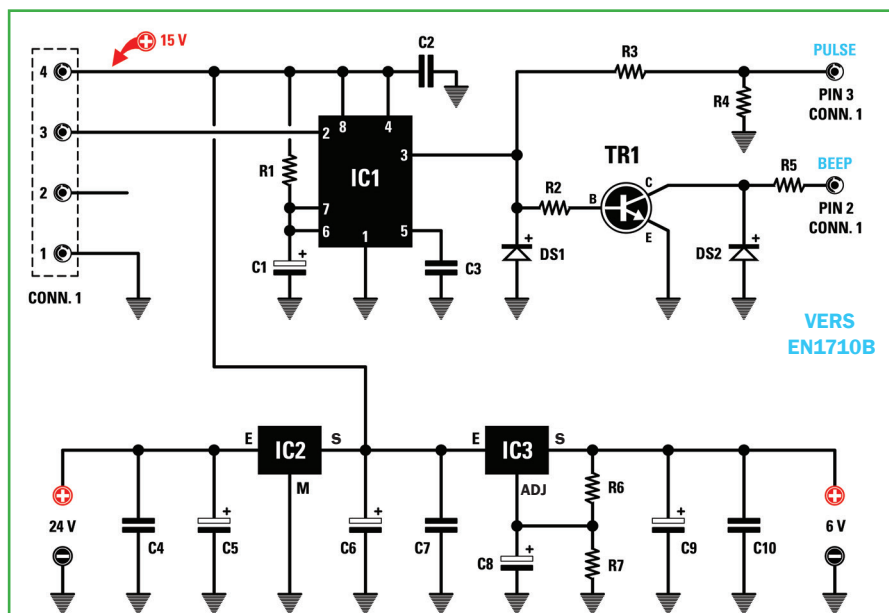 15 V
C2
R3
PULSE
4
8
4
R4
PIN 3
CONN. 1
3
2
3
TR1
BEEP
R1
IC1
R2
B
C
E
R5
2
7
PIN 2
CONN. 1
1
6
1
5
C1
C3
DS1
DS2
CONN. 1
VERS
EN1710B
E
IC2
S
E
IC3
S
M
ADJ
R6
24 V
C4
C5
C6
C7
C8
R7
C9
C10
6 V